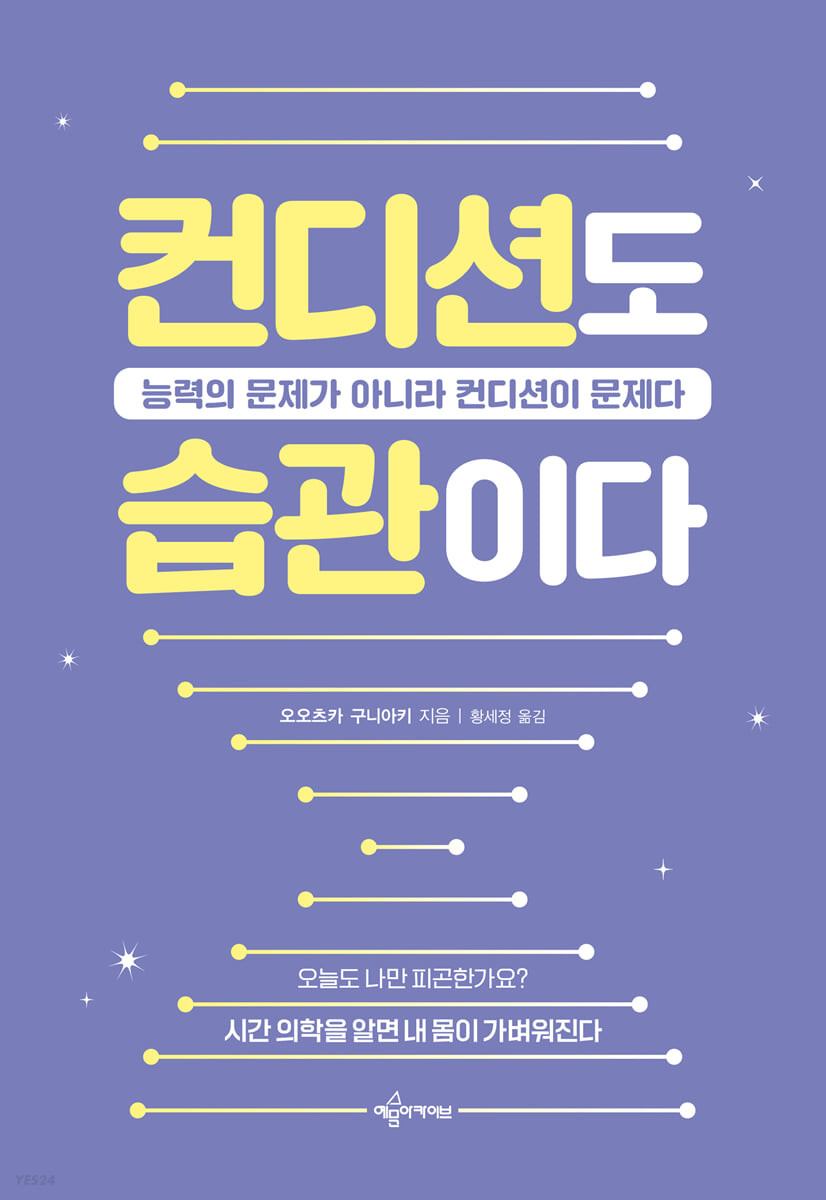 컨디션도
능력의 문제가 아니라 컨디션이 문제다
습관이다
오오츠카 구니아키 지음 | 황세정 옮김
오늘도 나만 피곤한가요?
시간 의학을 알면 내 몸이 가벼워진다
예문아카이브
YES24